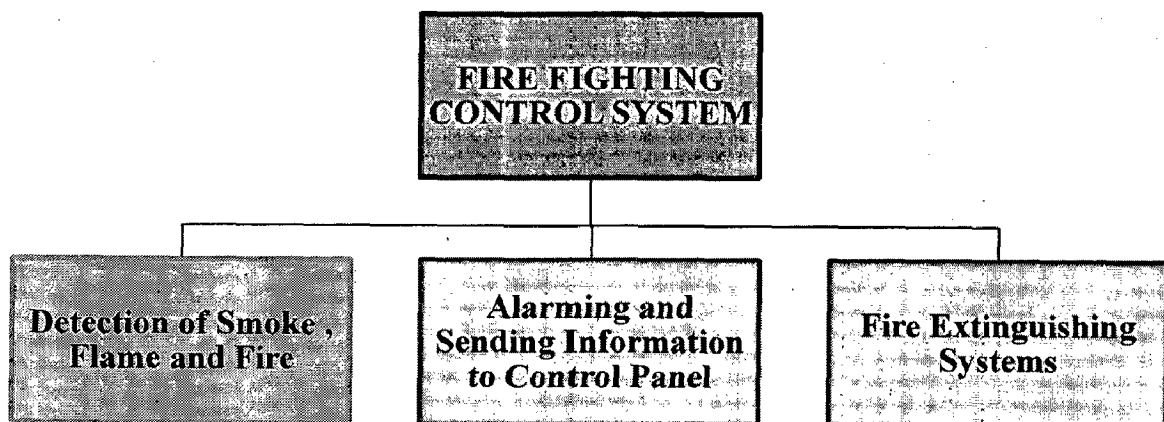 FIRE FIGHTING
CONTROL SYSTEM
Detection of Smoke ,
Flame and Fire
Alarming and
Sending Information
to Control Panel
Fire Extinguishing
Systems